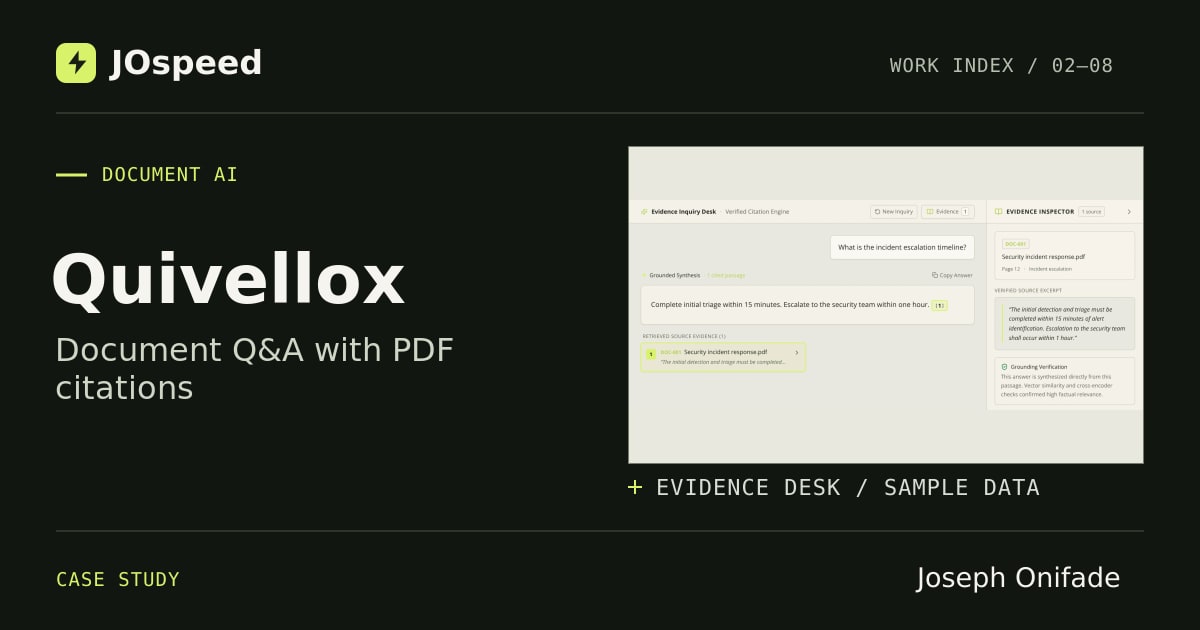 JOspeed
WORK INDEX / 02–08
DOCUMENT AI
Quivellox
Document Q&A with PDF
citations
Evidence Inquiry Desk
Verified Citation Engine
New Inquiry
Evidence 1
What is the incident escalation timeline?
Grounded Synthesis · 1 cited passage
Copy Answer
Complete initial triage within 15 minutes. Escalate to the security team within one hour. [1]
RETRIEVED SOURCE EVIDENCE (1)
1 DOC-001 Security incident response.pdf
"The initial detection and triage must be completed...
EVIDENCE INSPECTOR 1 source
DOC-001
Security incident response.pdf
Page 12 · Incident escalation
VERIFIED SOURCE EXCERPT
"The initial detection and triage must be
completed within 15 minutes of alert
identification. Escalation to the security team
shall occur within 1 hour."
Grounding Verification
This answer is synthesized directly from this
passage. Vector similarity and cross-encoder
checks confirmed high factual relevance.
+ EVIDENCE DESK / SAMPLE DATA
CASE STUDY
Joseph Onifade